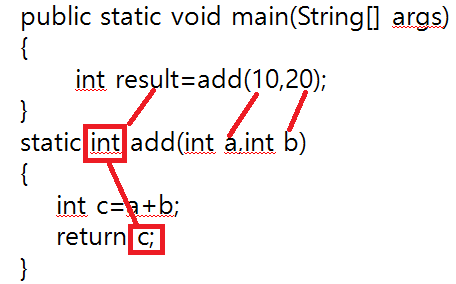 public static void main(String[] args)
{
int result=add(10,20);
}
static int add(int a,int b)
{
int c=a+b;
return c;
}